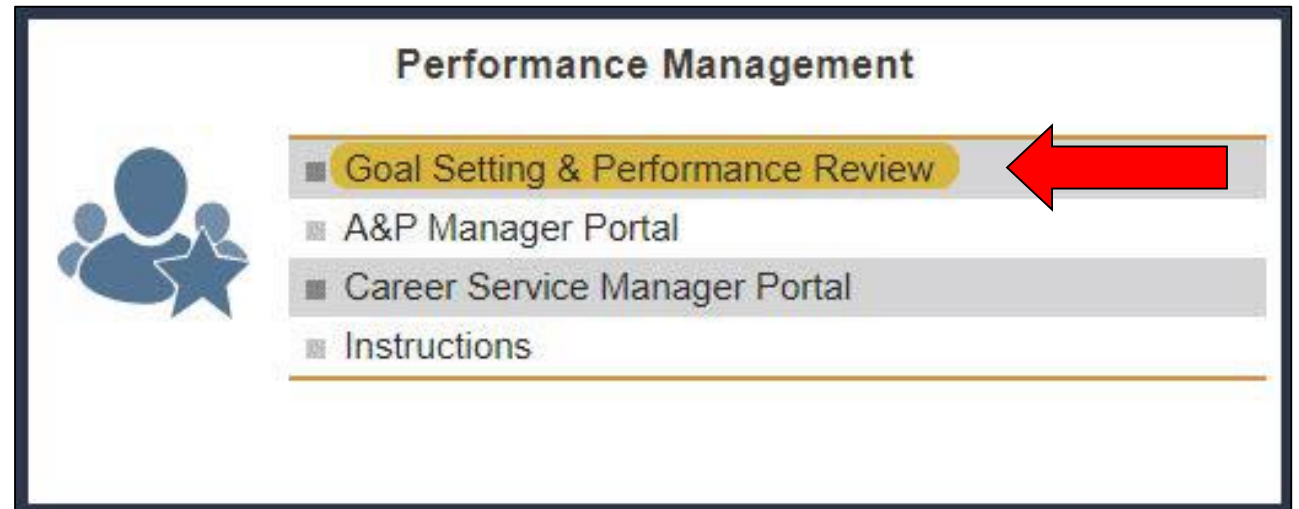 Performance Management
Goal Setting & Performance Review
A&P Manager Portal
Career Service Manager Portal
Instructions